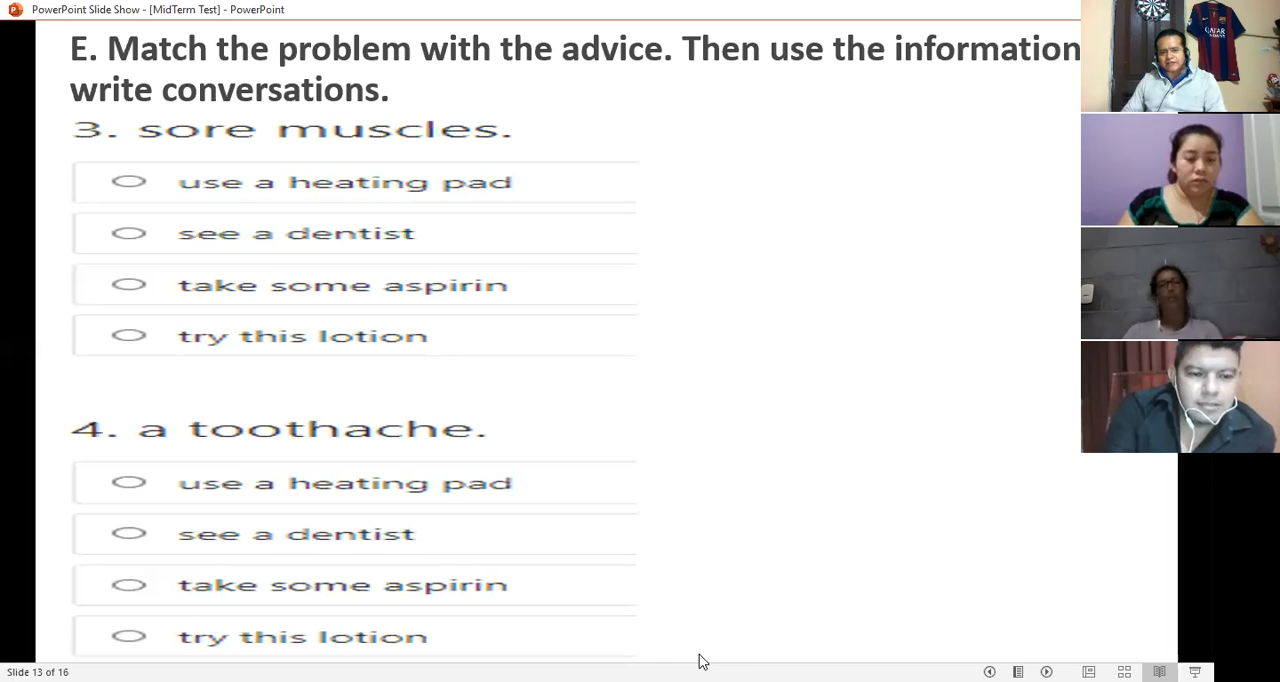 PowerPoint Slide Show - [MidTerm Test] - PowerPoint
E. Match the problem with the advice. Then use the information
write conversations.
3. sore muscles.
use a heating pad
see a dentist
take some aspirin
try this lotion
4. a toothache.
use a heating pad
see a dentist
take some aspirin
try this lotion
Slide 13 of 16
QATAR